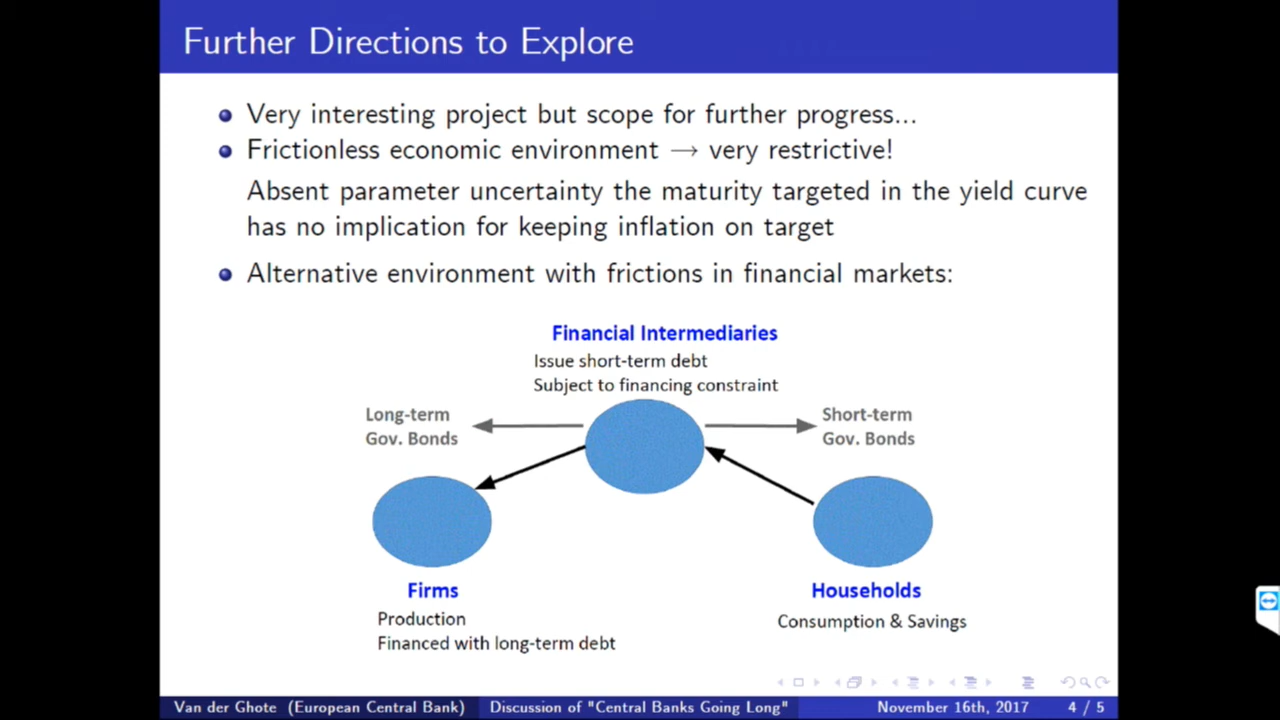 Further Directions to Explore
Very interesting project but scope for further progress...
Frictionless economic environment → very restrictive!
Absent parameter uncertainty the maturity targeted in the yield curve
has no implication for keeping inflation on target
Alternative environment with frictions in financial markets:
Financial Intermediaries
Issue short-term debt
Subject to financing constraint
Long-term
Gov. Bonds
Short-term
Gov. Bonds
Firms
Production
Financed with long-term debt
Households
Consumption & Savings
Van der Ghote (European Central Bank) Discussion of "Central Banks Going Long" November 16th, 2017 4 / 5